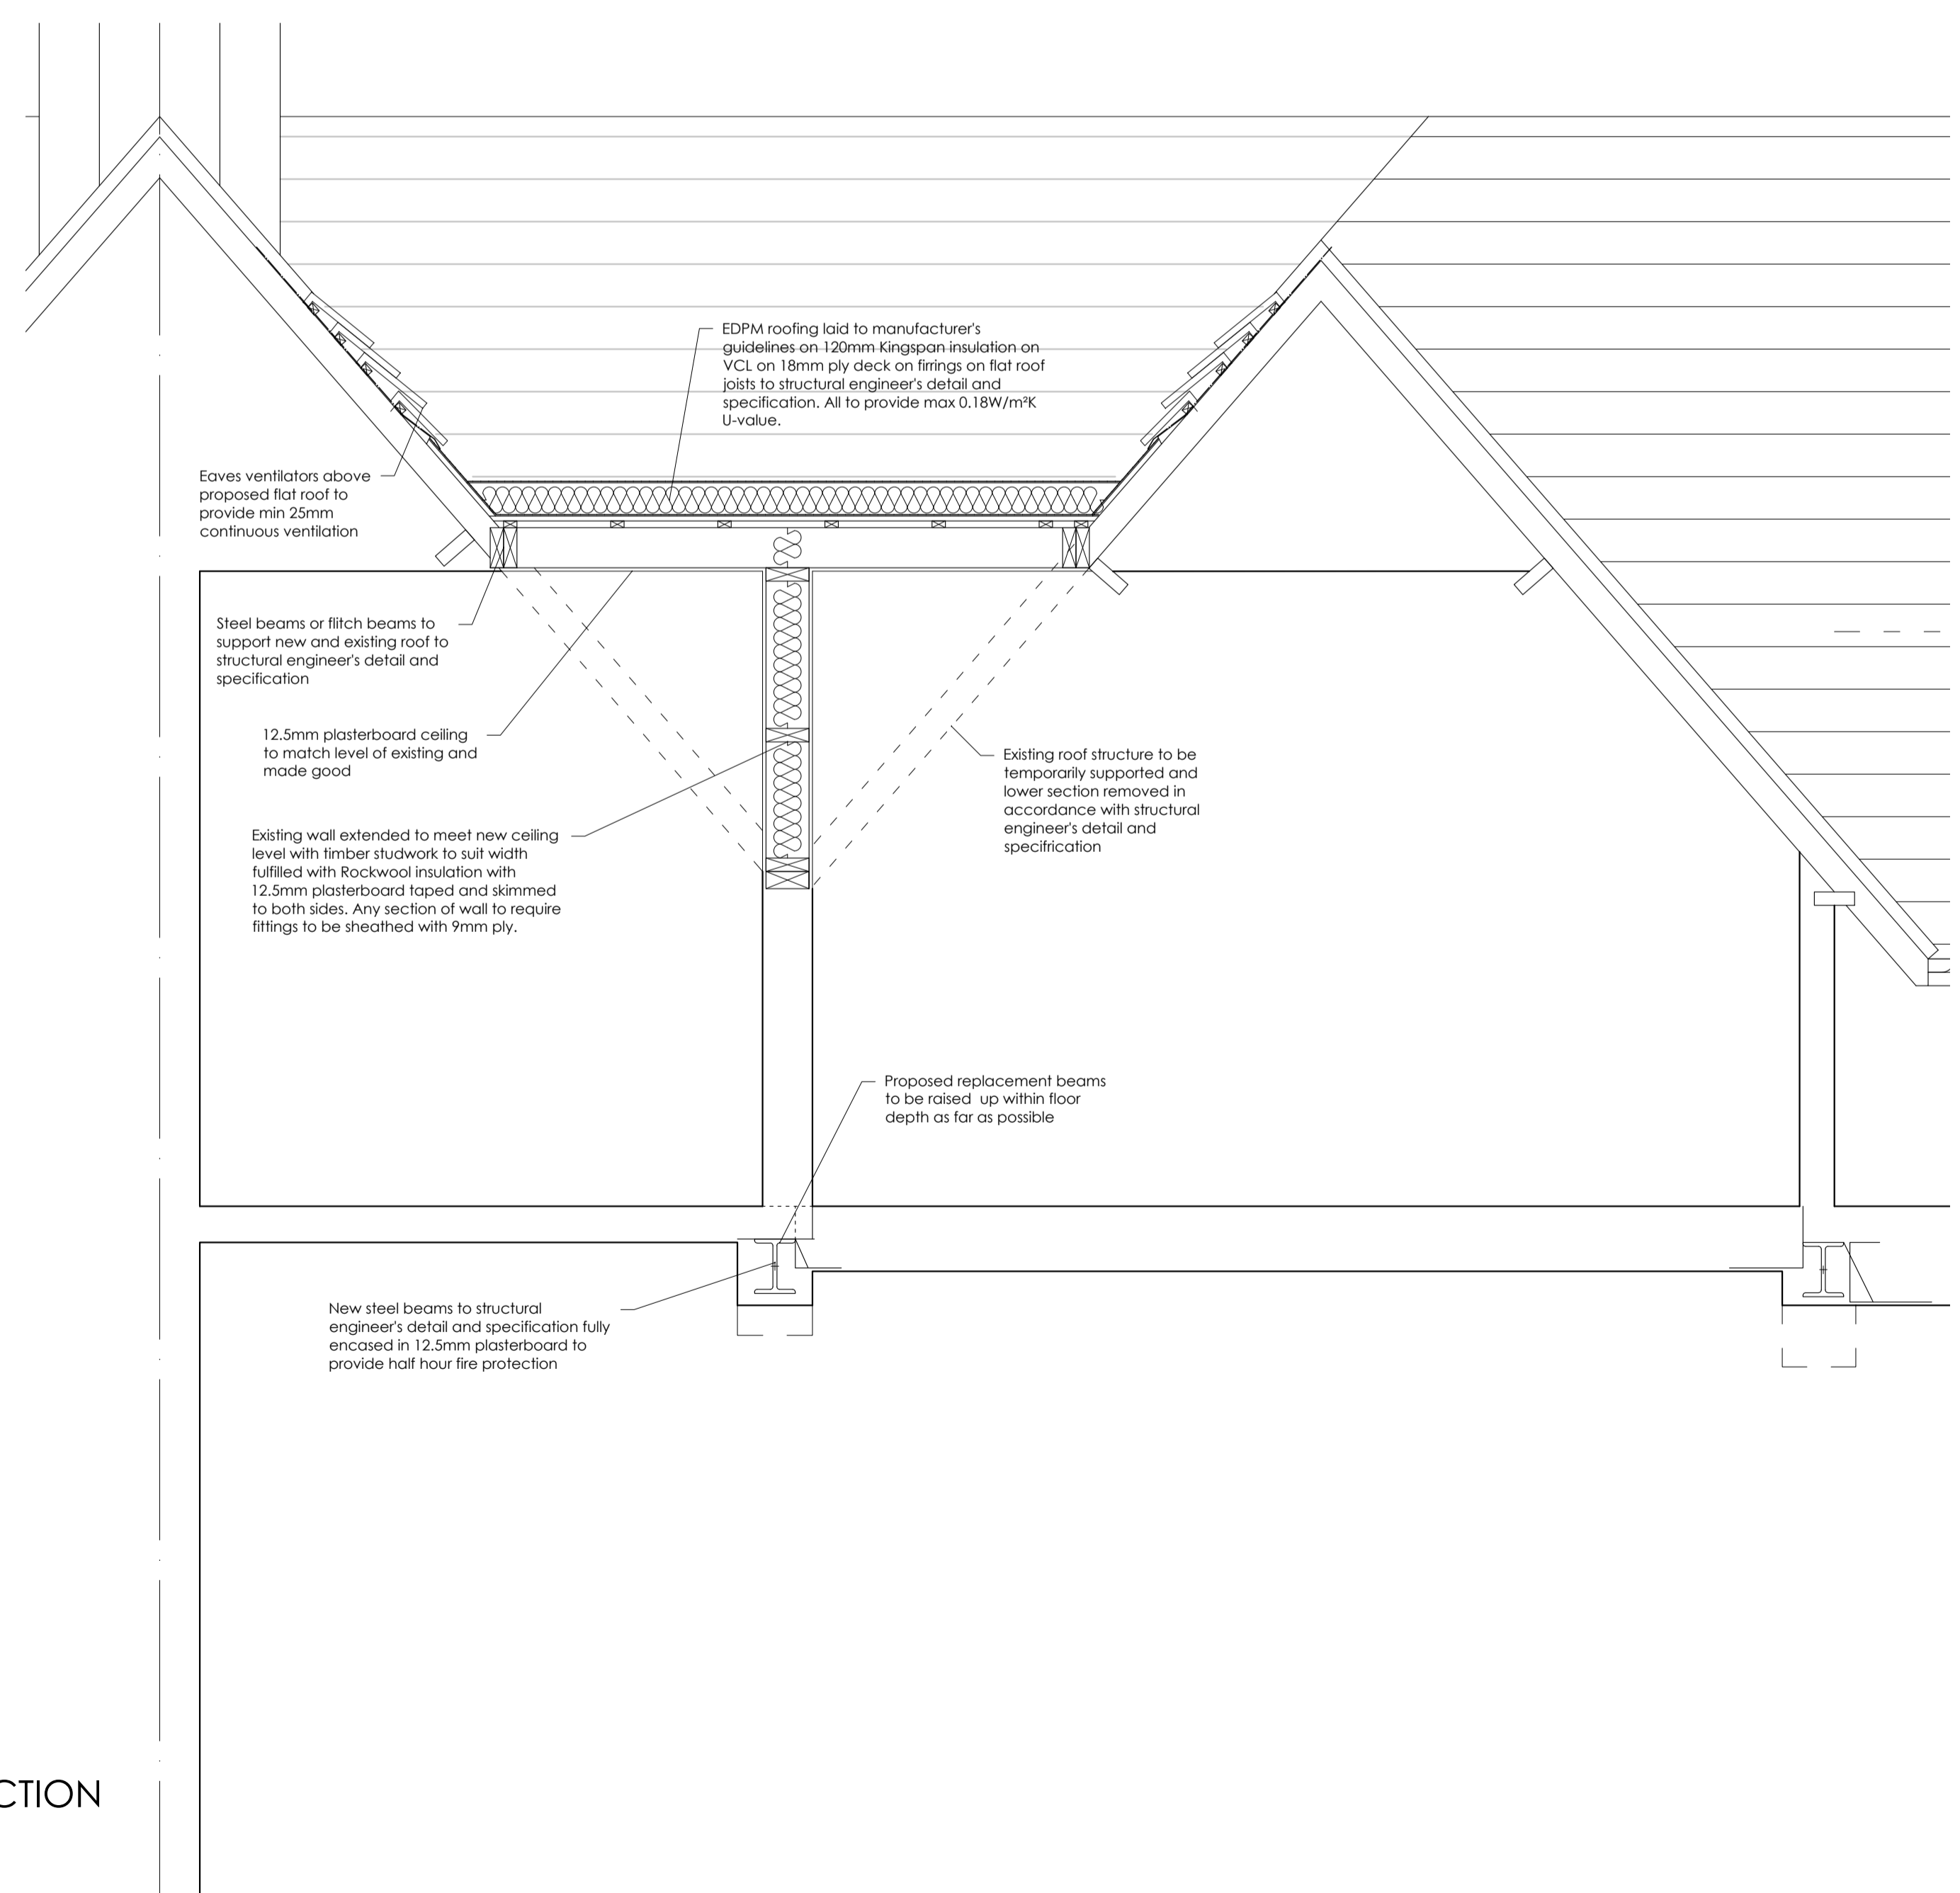 EDPM roofing laid to manufacturer's
guidelines on 120mm Kingspan insulation on
VCL on 18mm ply deck on firrings on flat roof
joists to structural engineer's detail and
specification. All to provide max 0.18W/m²K
U-value.
Eaves ventilators above
proposed flat roof to
provide min 25mm
continuous ventilation
Steel beams or flitch beams to
support new and existing roof to
structural engineer's detail and
specification
12.5mm plasterboard ceiling
to match level of existing and
made good
Existing roof structure to be
temporarily supported and
lower section removed in
accordance with structural
engineer's detail and
specifrication
Existing wall extended to meet new ceiling
level with timber studwork to suit width
fulfilled with Rockwool insulation with
12.5mm plasterboard taped and skimmed
to both sides. Any section of wall to require
fittings to be sheathed with 9mm ply.
Proposed replacement beams
to be raised up within floor
depth as far as possible
New steel beams to structural
engineer's detail and specification fully
encased in 12.5mm plasterboard to
provide half hour fire protection
CTION